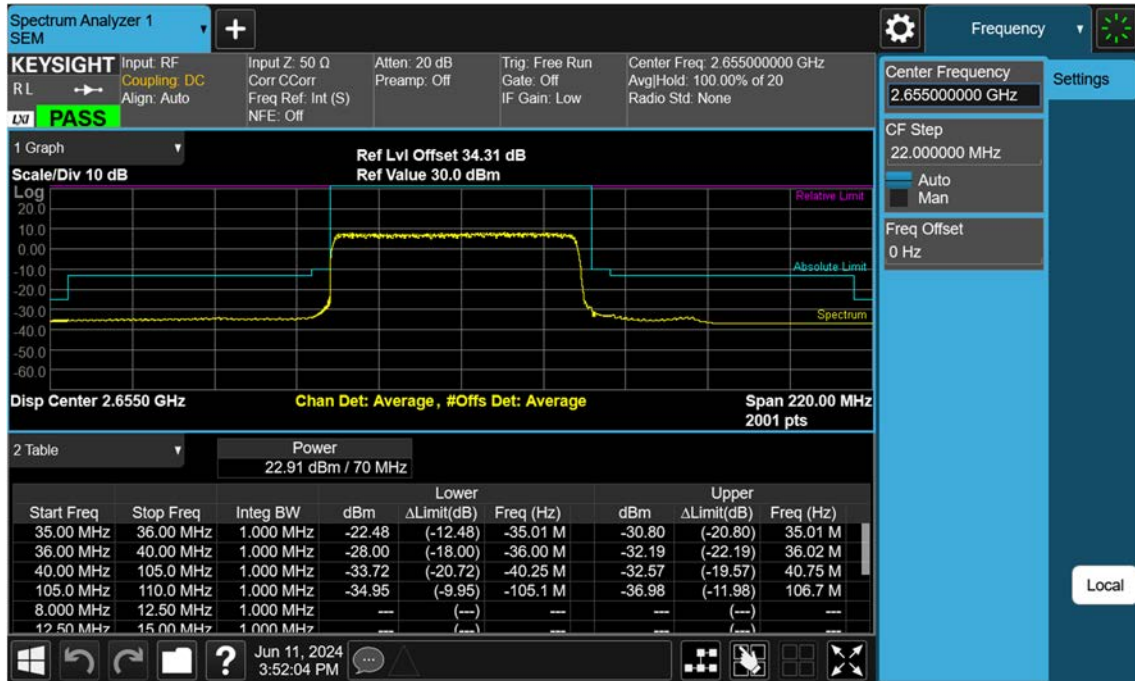 Spectrum Analyzer 1
SEM
Frequency
KEYSIGHT
RL
LXI PASS
Input: RF
Coupling: DC
Align: Auto
Input Z: 50 Ω
Corr CCorr
Freq Ref: Int (S)
NFE: Off
Atten: 20 dB
Preamp: Off
Trig: Free Run
Gate: Off
IF Gain: Low
Center Freq: 2.655000000 GHz
Avg|Hold: 100.00% of 20
Radio Std: None
Center Frequency
2.655000000 GHz
Settings
CF Step
22.000000 MHz
Auto
Man
Freq Offset
0 Hz
Local
1 Graph
Scale/Div 10 dB
Ref Lvl Offset 34.31 dB
Ref Value 30.0 dBm
Log
20.0
10.0
0.00
-10.0
-20.0
-30.0
-40.0
-50.0
-60.0
Relative Limit
Absolute Limit
Spectrum
Disp Center 2.6550 GHz
Chan Det: Average, #Offs Det: Average
Span 220.00 MHz
2001 pts
2 Table
Power
22.91 dBm / 70 MHz
Lower Upper
Start Freq Stop Freq Integ BW dBm ΔLimit(dB) Freq (Hz) dBm ΔLimit(dB) Freq (Hz)
35.00 MHz 36.00 MHz 1.000 MHz -22.48 (-12.48) -35.01 M -30.80 (-20.80) 35.01 M
36.00 MHz 40.00 MHz 1.000 MHz -28.00 (-18.00) -36.00 M -32.19 (-22.19) 36.02 M
40.00 MHz 105.0 MHz 1.000 MHz -33.72 (-20.72) -40.25 M -32.57 (-19.57) 40.75 M
105.0 MHz 110.0 MHz 1.000 MHz -34.95 (-9.95) -105.1 M -36.98 (-11.98) 106.7 M
8.000 MHz 12.50 MHz 1.000 MHz --- (---) --- --- (---) ---
12.50 MHz 15.00 MHz 1.000 MHz --- (---) --- --- (---) ---
Jun 11, 2024
3:52:04 PM